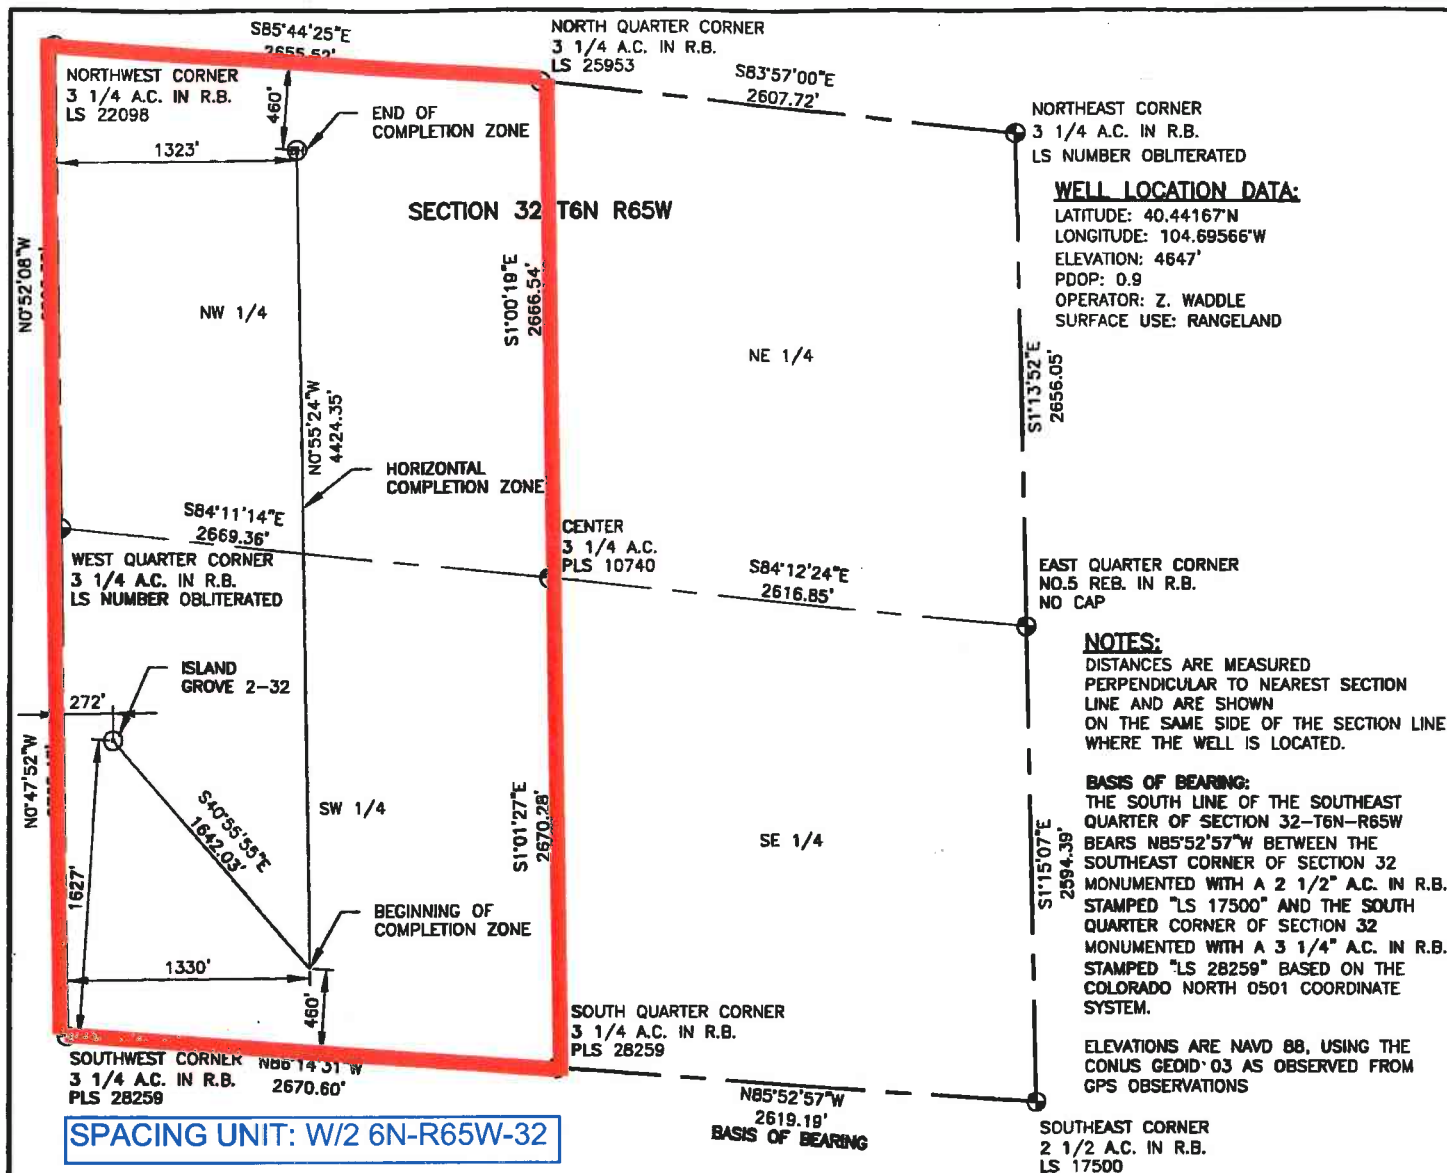 S85°44'25"E
2655.52'
NORTH QUARTER CORNER
3 1/4 A.C. IN R.B.
LS 25953
S83°57'00"E
2607.72'
NORTHWEST CORNER
3 1/4 A.C. IN R.B.
LS 22098
460'
END OF
COMPLETION ZONE
1323'
NORTHEAST CORNER
3 1/4 A.C. IN R.B.
LS NUMBER OBLITERATED
SECTION 32 T6N R65W
WELL LOCATION DATA:
LATITUDE: 40.44167°N
LONGITUDE: 104.69566°W
ELEVATION: 4647'
PDOP: 0.9
OPERATOR: Z. WADDLE
SURFACE USE: RANGELAND
N0°52'08"W
NW 1/4
S1°00'19"E
2666.54'
NE 1/4
S1°13'52"E
2656.05'
N0°55'24"W
4424.35'
HORIZONTAL
COMPLETION ZONE
S84°11'14"E
2669.36'
WEST QUARTER CORNER
3 1/4 A.C. IN R.B.
LS NUMBER OBLITERATED
CENTER
3 1/4 A.C.
PLS 10740
S84°12'24"E
2616.85'
EAST QUARTER CORNER
NO.5 REB. IN R.B.
NO CAP
ISLAND
GROVE 2-32
272'
NOTES:
DISTANCES ARE MEASURED
PERPENDICULAR TO NEAREST SECTION
LINE AND ARE SHOWN
ON THE SAME SIDE OF THE SECTION LINE
WHERE THE WELL IS LOCATED.
N0°47'52"W
S40°55'55"E
1642.03'
SW 1/4
S1°01'27"E
2670.28'
SE 1/4
S1°15'07"E
2594.39'
BASIS OF BEARING:
THE SOUTH LINE OF THE SOUTHEAST
QUARTER OF SECTION 32-T6N-R65W
BEARS N85°52'57"W BETWEEN THE
SOUTHEAST CORNER OF SECTION 32
MONUMENTED WITH A 2 1/2" A.C. IN R.B.
STAMPED "LS 17500" AND THE SOUTH
QUARTER CORNER OF SECTION 32
MONUMENTED WITH A 3 1/4" A.C. IN R.B.
STAMPED "LS 28259" BASED ON THE
COLORADO NORTH 0501 COORDINATE
SYSTEM.
1627'
BEGINNING OF
COMPLETION ZONE
1330'
460'
SOUTH QUARTER CORNER
3 1/4 A.C. IN R.B.
PLS 28259
ELEVATIONS ARE NAVD 88, USING THE
CONUS GEOID'03 AS OBSERVED FROM
GPS OBSERVATIONS
SOUTHWEST CORNER
3 1/4 A.C. IN R.B.
PLS 28259
N86°14'31"W
2670.60'
N85°52'57"W
2619.19'
BASIS OF BEARING
SOUTHEAST CORNER
2 1/2 A.C. IN R.B.
LS 17500
SPACING UNIT: W/2 6N-R65W-32